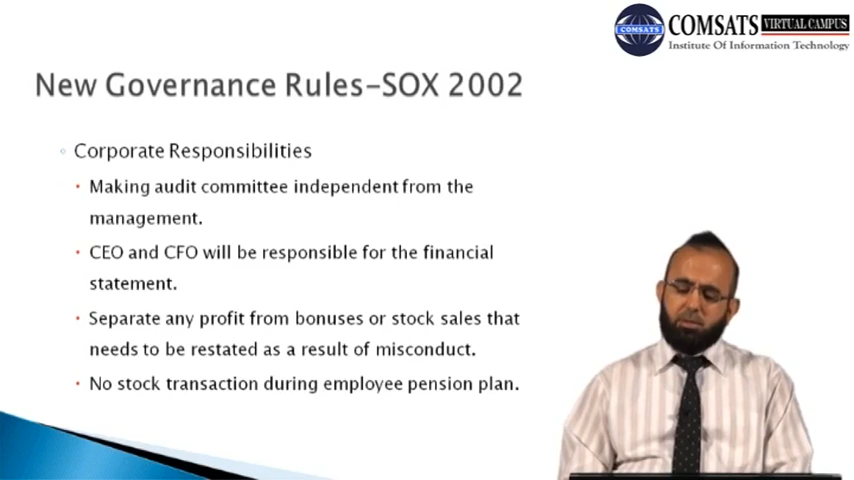 COMSATS VIRTUAL CAMPUS
COMSATS
Institute Of Information Technology
New Governance Rules-SOX 2002
Corporate Responsibilities
Making audit committee independent from the
management.
CEO and CFO will be responsible for the financial
statement.
Separate any profit from bonuses or stock sales that
needs to be restated as a result of misconduct.
No stock transaction during employee pension plan.